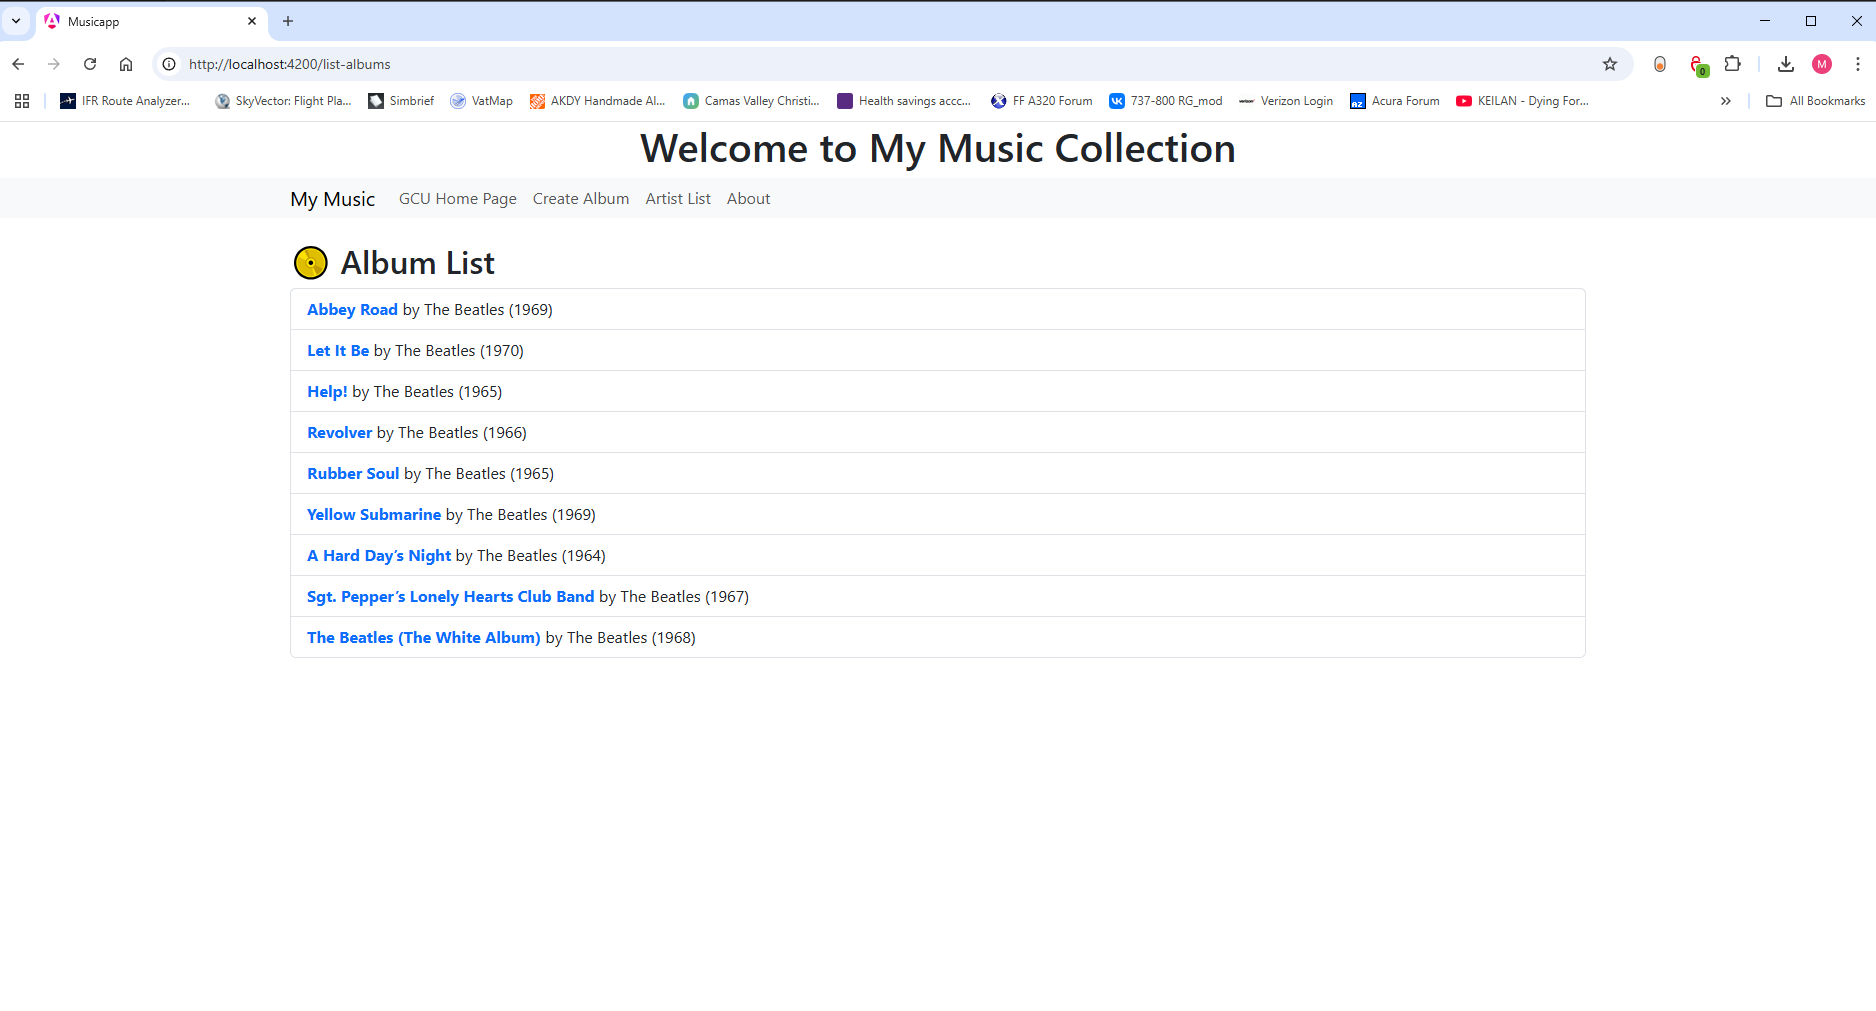 Musicapp
http://localhost:4200/list-albums
0
M
IFR Route Analyzer... SkyVector: Flight Pla... Simbrief VatMap AKDY Handmade Al... Camas Valley Christi... Health savings accc... FF A320 Forum VK 737-800 RG_mod Verizon Login AZ Acura Forum KEILAN - Dying For... » All Bookmarks
Welcome to My Music Collection
My Music GCU Home Page Create Album Artist List About
Album List
Abbey Road by The Beatles (1969)
Let It Be by The Beatles (1970)
Help! by The Beatles (1965)
Revolver by The Beatles (1966)
Rubber Soul by The Beatles (1965)
Yellow Submarine by The Beatles (1969)
A Hard Day’s Night by The Beatles (1964)
Sgt. Pepper’s Lonely Hearts Club Band by The Beatles (1967)
The Beatles (The White Album) by The Beatles (1968)